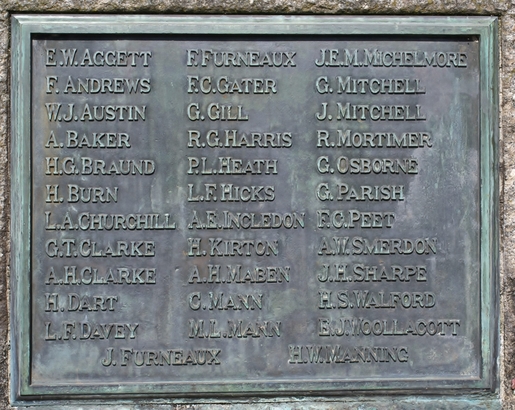 E.W. AGGETT F. FURNEAUX J.E.M. MICHELMORE
F. ANDREWS F.C. GATER G. MITCHELL
W.J. AUSTIN G. GILL J. MITCHELL
A. BAKER R.G. HARRIS R. MORTIMER
H.G. BRAUND P.L. HEATH G. OSBORNE
H. BURN L.F. HICKS G. PARISH
L.A. CHURCHILL A.E. INCLEDON F.C. PEET
G.T. CLARKE H. KIRTON A.W. SMERDON
A.H. CLARKE A.H. MABEN J.H. SHARPE
H. DART C. MANN H.S. WALFORD
L.F. DAVEY M.L. MANN E.J. WOOLLACOTT
J. FURNEAUX H.W. MANNING